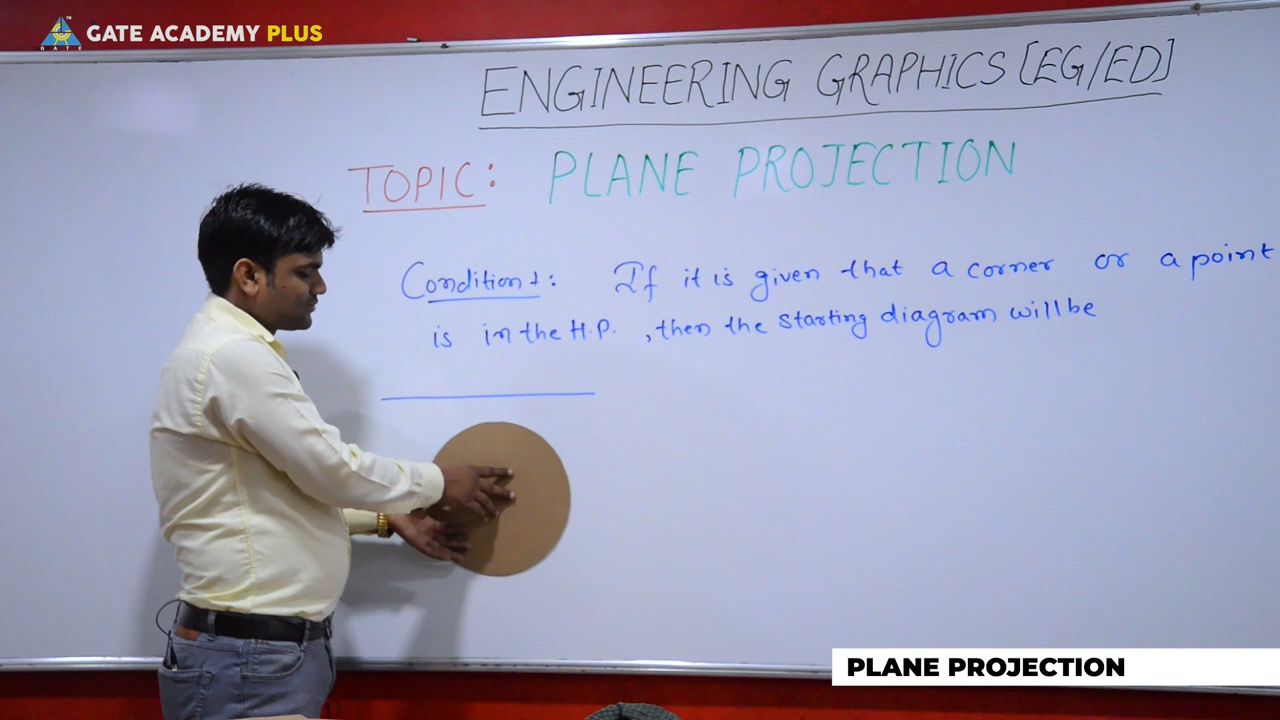 GATE ACADEMY PLUS
GATE
ENGINEERING GRAPHICS [EG/ED]
TOPIC: PLANE PROJECTION
Condition 1: If it is given that a corner or a point
is in the H.P. , then the starting diagram will be
PLANE PROJECTION